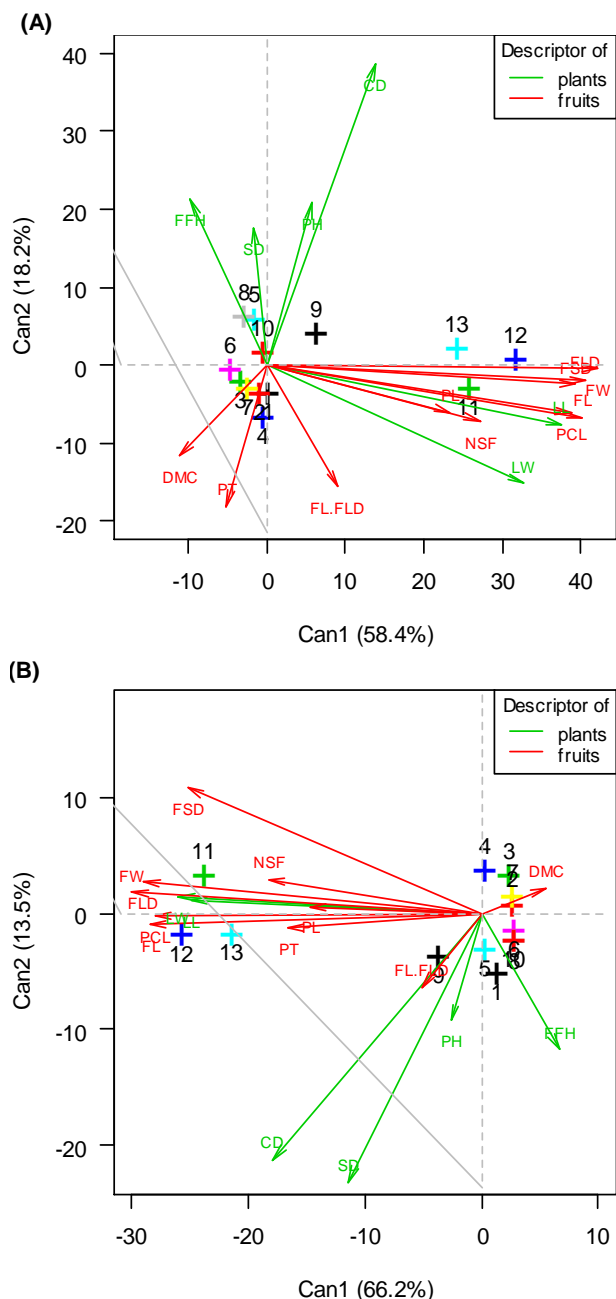 (A)
Descriptor of
plants
fruits
40
30
20
10
0
-10
-20
Can2 (18.2%)
CD
FFH
PH
SD
8
5
9
10
13
12
6
FLD
FSD
FW
PL
LL
FL
3
7
2
1
11
4
NSF
PCL
DMC
PT
LW
FL.FLD
-10 0 10 20 30 40
Can1 (58.4%)
(B)
Descriptor of
plants
fruits
10
0
-10
-20
Can2 (13.5%)
FSD
11
NSF
FW
FLD
4
3
7
2
DMC
PL
PCL
FL
12
13
PT
9
FL.FLD
5
6
10
1
PH
FFH
CD
SD
-30 -20 -10 0 10
Can1 (66.2%)